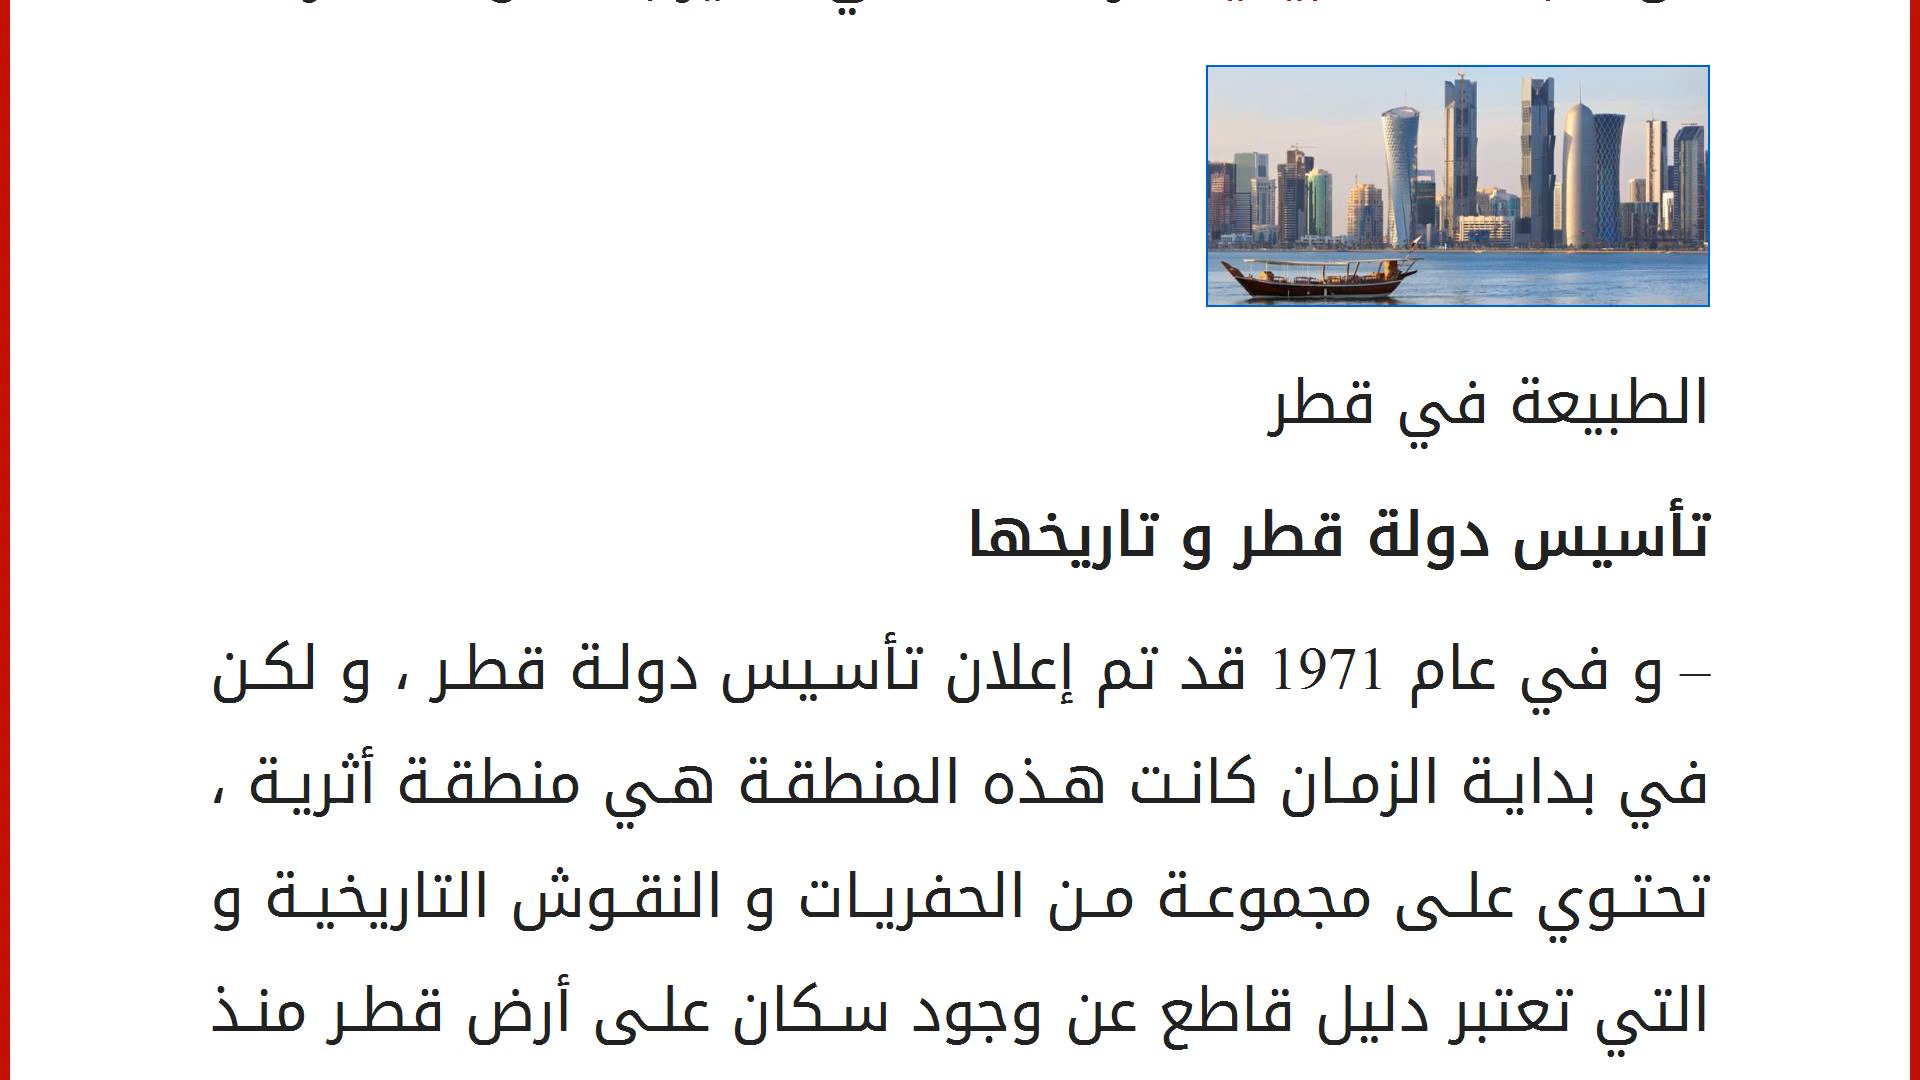 الطبيعة في قطر
تأسيس دولة قطر و تاريخها
– و في عام 1971 قد تم إعلان تأسيس دولة قطر ، و لكن
في بداية الزمان كانت هذه المنطقة هي منطقة أثرية ،
تحتوي على مجموعة من الحفريات و النقوش التاريخية و
التي تعتبر دليل قاطع عن وجود سكان على أرض قطر منذ